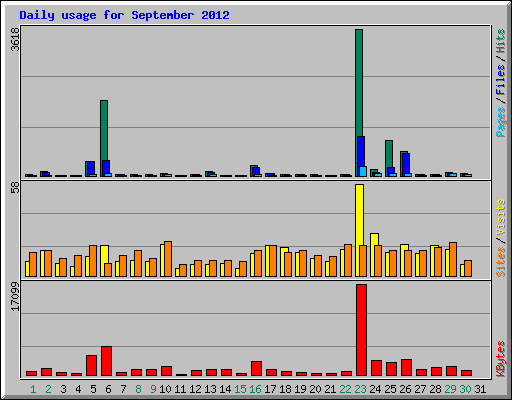 Daily usage for September 2012
3618
Pages / Files / Hits
58
Sites / Visits
17099
KBytes
1 2 3 4 5 6 7 8 9 10 11 12 13 14 15 16 17 18 19 20 21 22 23 24 25 26 27 28 29 30 31